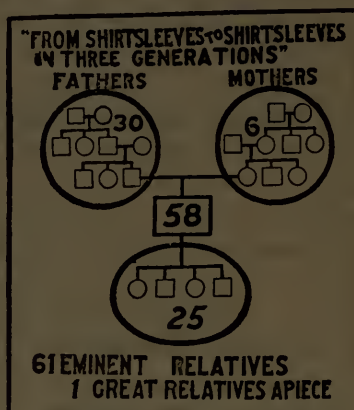 "FROM SHIRTSLEEVES TO SHIRTSLEEVES
IN THREE GENERATIONS"
FATHERS MOTHERS
30 6
58
25
61 EMINENT RELATIVES
1 GREAT RELATIVES APIECE